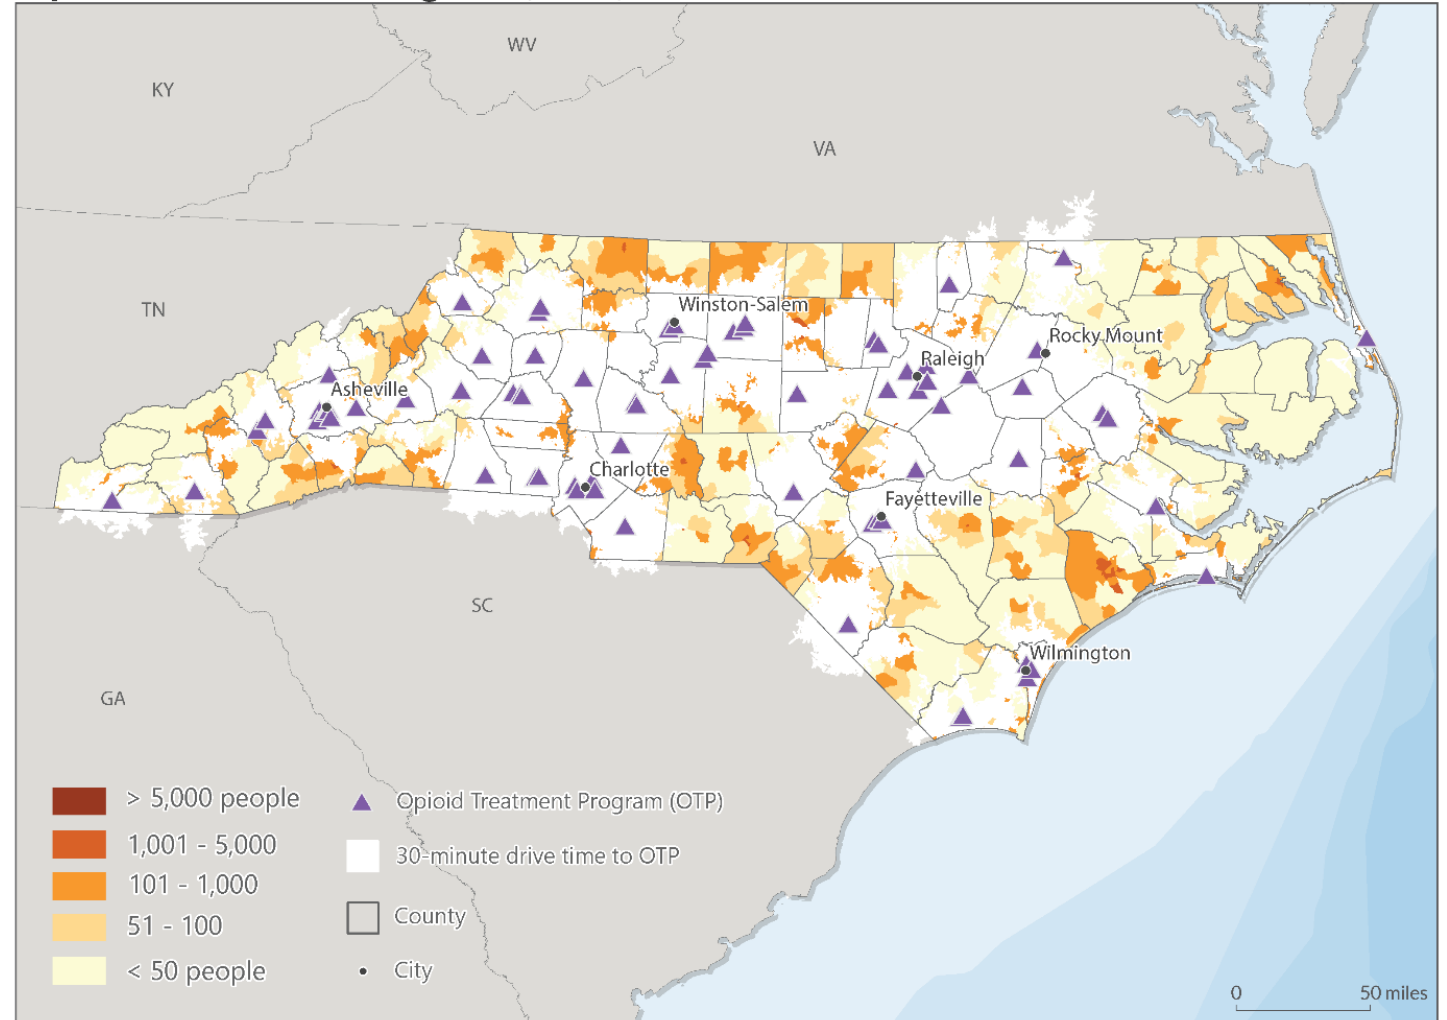 WV
KY
VA
TN
Winston-Salem
Rocky Mount
Raleigh
Asheville
Charlotte
Fayetteville
SC
Wilmington
GA
> 5,000 people
1,001 - 5,000
101 - 1,000
51 - 100
< 50 people
Opioid Treatment Program (OTP)
30-minute drive time to OTP
County
City
0 50 miles